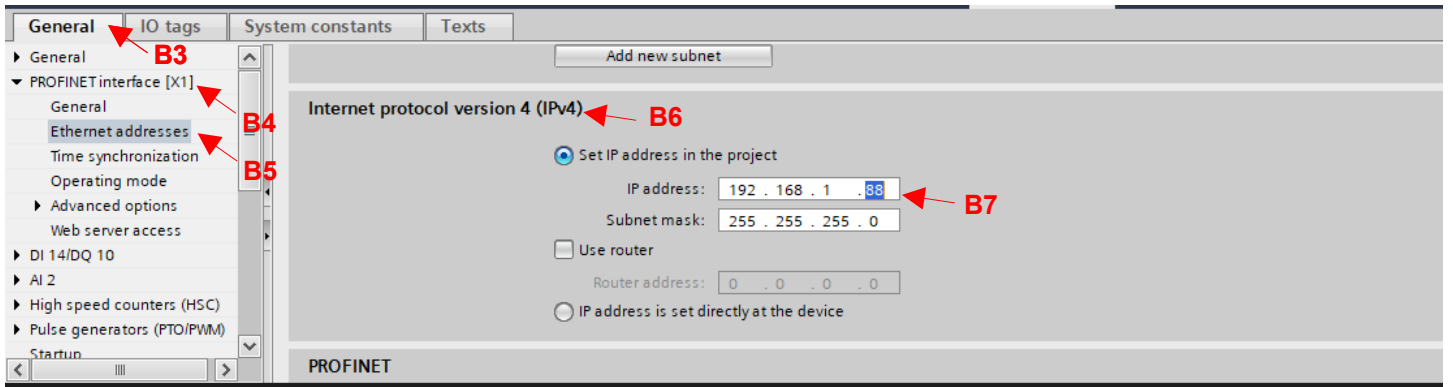 General IO tags System constants Texts
B3
General
PROFINET interface [X1]
B4
General
Ethernet addresses
B5
Time synchronization
Operating mode
Advanced options
Web server access
DI 14/DQ 10
AI 2
High speed counters (HSC)
Pulse generators (PTO/PWM)
Startup
Add new subnet
Internet protocol version 4 (IPv4)
B6
Set IP address in the project
IP address: 192 . 168 . 1 . 88
B7
Subnet mask: 255 . 255 . 255 . 0
Use router
Router address: 0 . 0 . 0 . 0
IP address is set directly at the device
PROFINET